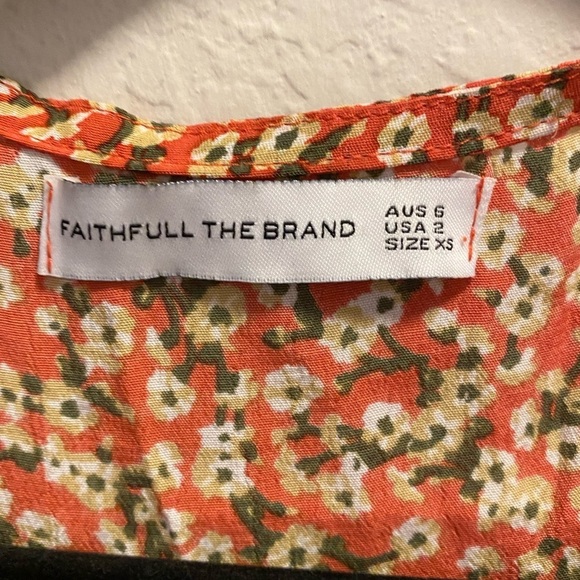 FAITHFULL THE BRAND
AUS 6
USA 2
SIZE XS